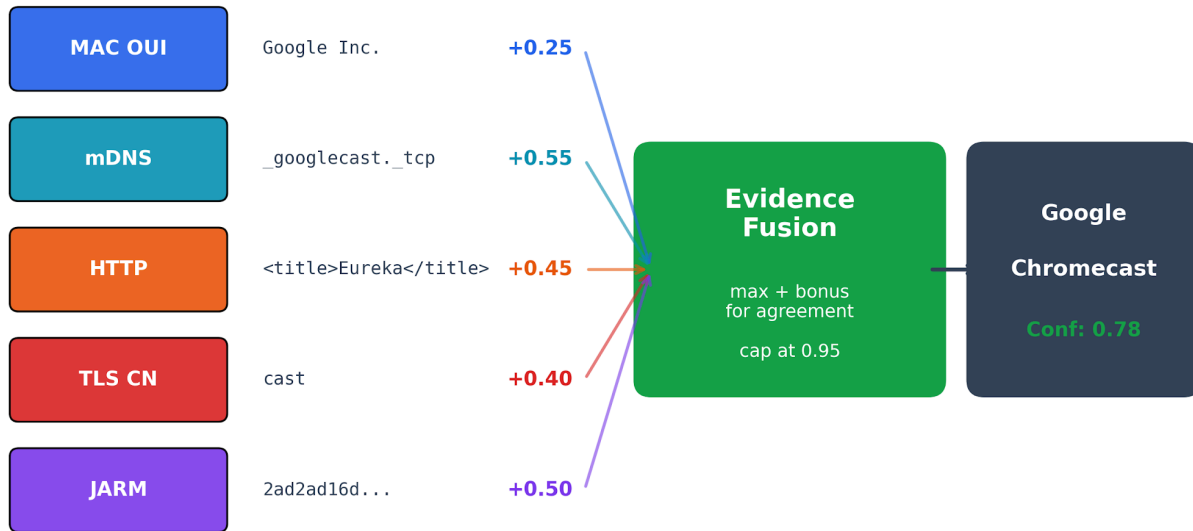 MAC OUI Google Inc. +0.25
mDNS _googlecast._tcp +0.55
HTTP <title>Eureka</title> +0.45
TLS CN cast +0.40
JARM 2ad2ad16d... +0.50
Evidence
Fusion
max + bonus
for agreement
cap at 0.95
Google
Chromecast
Conf: 0.78